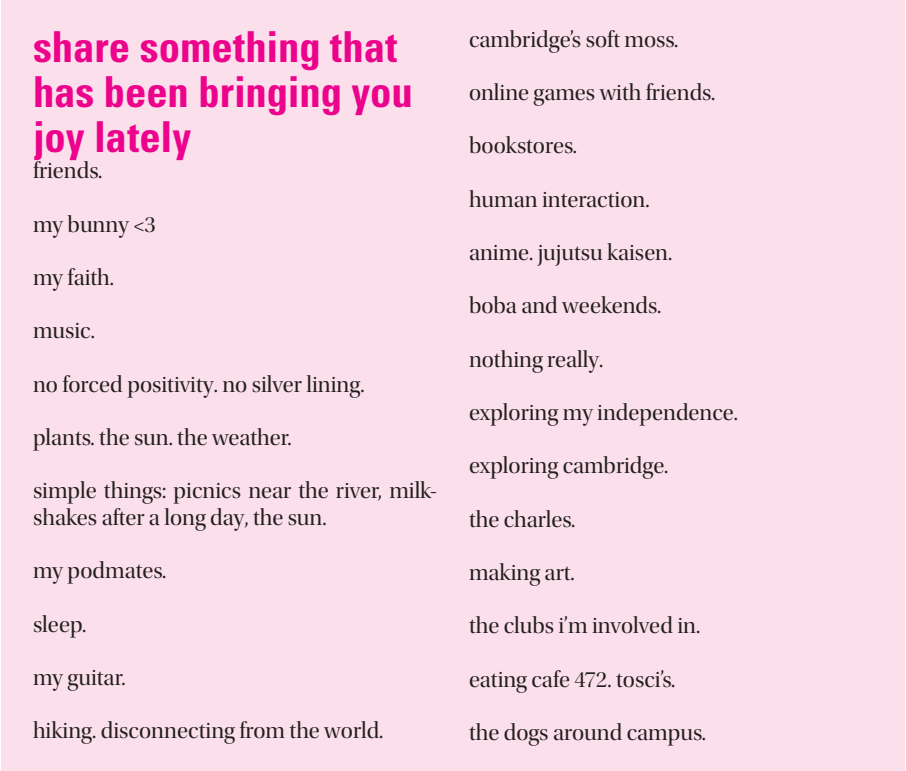 share something that
has been bringing you
joy lately
friends.
my bunny <3
my faith.
music.
no forced positivity. no silver lining.
plants. the sun. the weather.
simple things: picnics near the river, milk-
shakes after a long day, the sun.
my podmates.
sleep.
my guitar.
hiking. disconnecting from the world.
cambridge's soft moss.
online games with friends.
bookstores.
human interaction.
anime. jujutsu kaisen.
boba and weekends.
nothing really.
exploring my independence.
exploring cambridge.
the charles.
making art.
the clubs i'm involved in.
eating cafe 472. tosci's.
the dogs around campus.